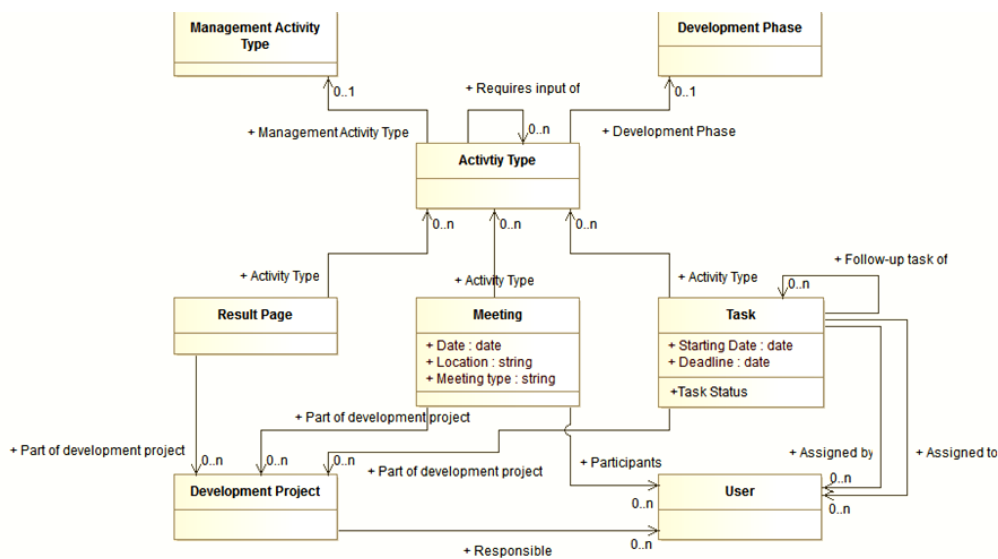 Management Activity
Type
Development Phase
0..1
+ Requires input of
0..1
+ Management Activity Type
0..n
+ Development Phase
Activtiy Type
0..n
0..n
0..n
+ Activity Type
+ Activity Type
+ Activity Type
+ Follow-up task of
0..n
Result Page
Meeting
+ Date : date
+ Location : string
+ Meeting type : string
Task
+ Starting Date : date
+ Deadline : date
+Task Status
+ Part of development project
+ Part of development project
+ Part of development project
+ Participants
+ Assigned by
+ Assigned to
0..n
0..n
0..n
0..n
0..n
0..n
Development Project
User
+ Responsible
0..n